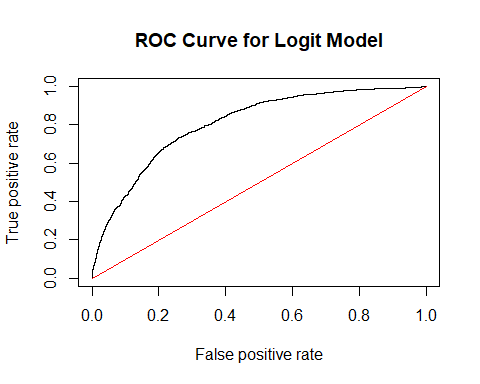 ROC Curve for Logit Model
True positive rate
1.0
0.8
0.6
0.4
0.2
0.0
0.0 0.2 0.4 0.6 0.8 1.0
False positive rate